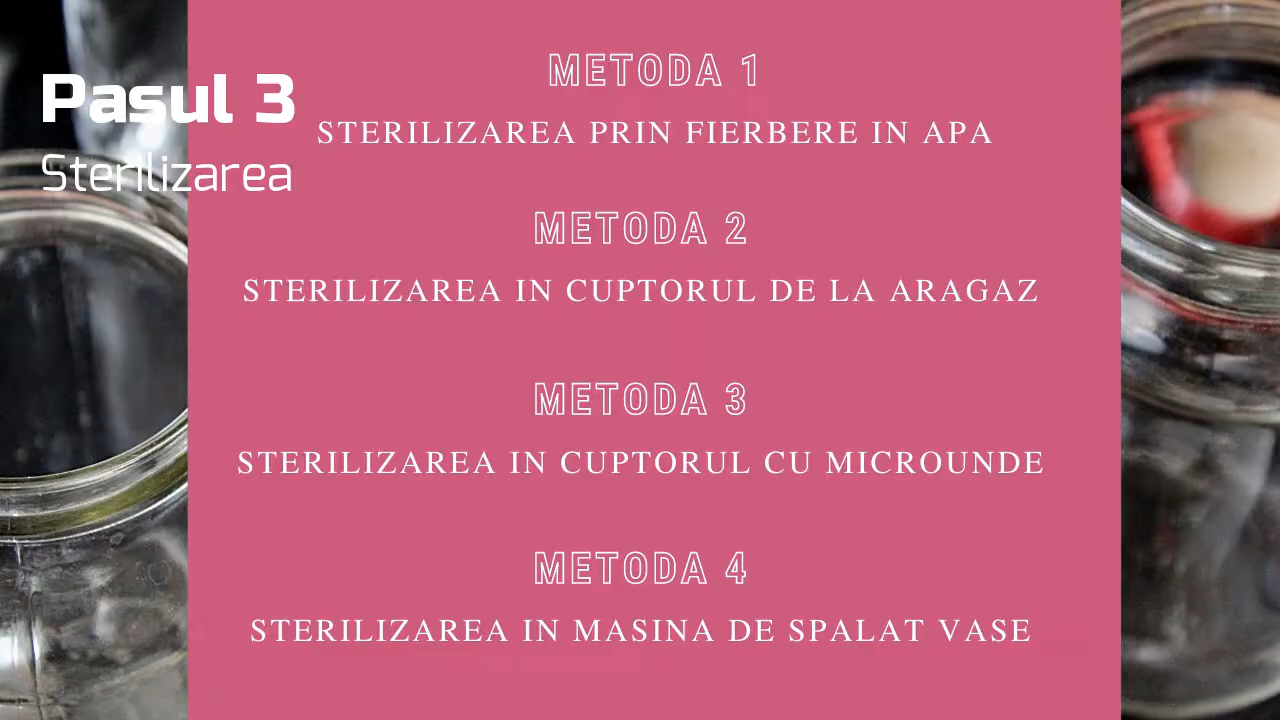 Pasul 3
Sterilizarea
METODA 1
STERILIZAREA PRIN FIERBERE IN APA
METODA 2
STERILIZAREA IN CUPTORUL DE LA ARAGAZ
METODA 3
STERILIZAREA IN CUPTORUL CU MICROUNDE
METODA 4
STERILIZAREA IN MASINA DE SPALAT VASE